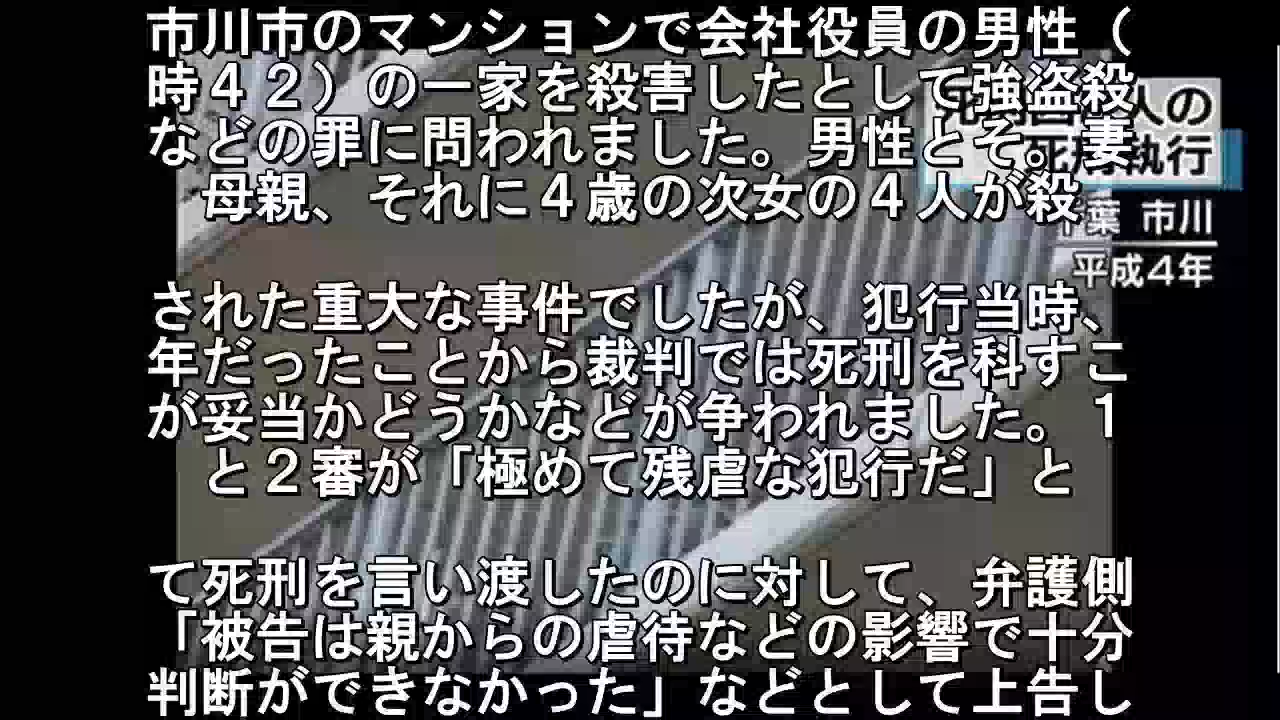 市川市のマンションで会社役員の男性(
時42)の一家を殺害したとして強盗殺
などの罪に問われました。男性とそ。妻
母親、それに4歳の次女の4人が殺
された重大な事件でしたが、犯行当時、
年だったことから裁判では死刑を科すこ
が妥当かどうかなどが争われました。1
と2審が「極めて残虐な犯行だ」と
て死刑を言い渡したのに対して、弁護側
「被告は親からの虐待などの影響で十分
判断ができなかった」などとして上告し
人の
執行
千葉 市川
平成4年